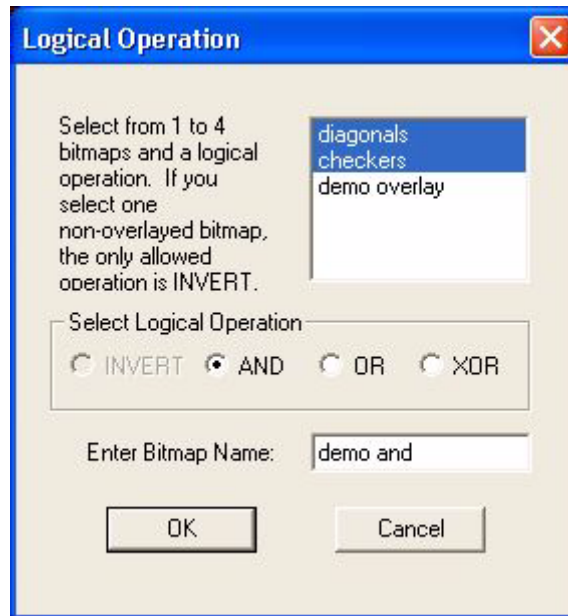 Logical Operation
Select from 1 to 4
bitmaps and a logical
operation. If you
select one
non-overlayed bitmap,
the only allowed
operation is INVERT.
diagonals
checkers
demo overlay
Select Logical Operation
INVERT AND OR XOR
Enter Bitmap Name: demo and
OK Cancel